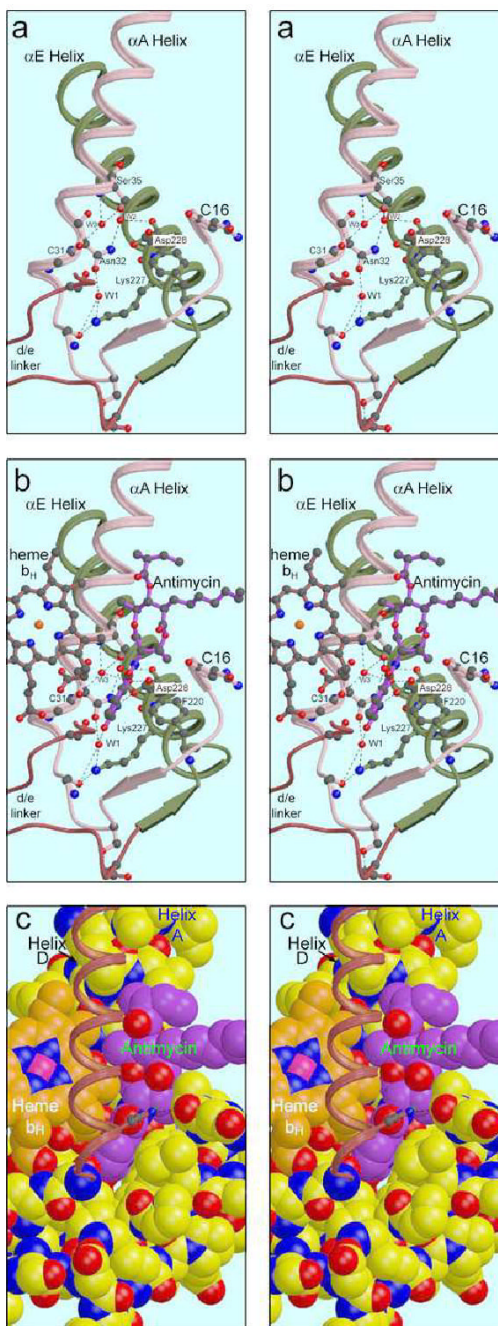 a
αA Helix
αE Helix
Ser35
W2
W3
C16
C31
Asn32
Asp228
Lys227
W1
d/e
linker
a
αA Helix
αE Helix
Ser35
W2
W3
C16
C31
Asn32
Asp228
Lys227
W1
d/e
linker
b
αA Helix
αE Helix
heme
bH
Antimycin
C16
W3
C31
Asp228
F220
Lys227
W1
d/e
linker
b
αA Helix
αE Helix
heme
bH
Antimycin
C16
W3
C31
Asp228
F220
Lys227
W1
d/e
linker
c
Helix
A
Helix
D
Antimycin
Heme
bH
c
Helix
A
Helix
D
Antimycin
Heme
bH